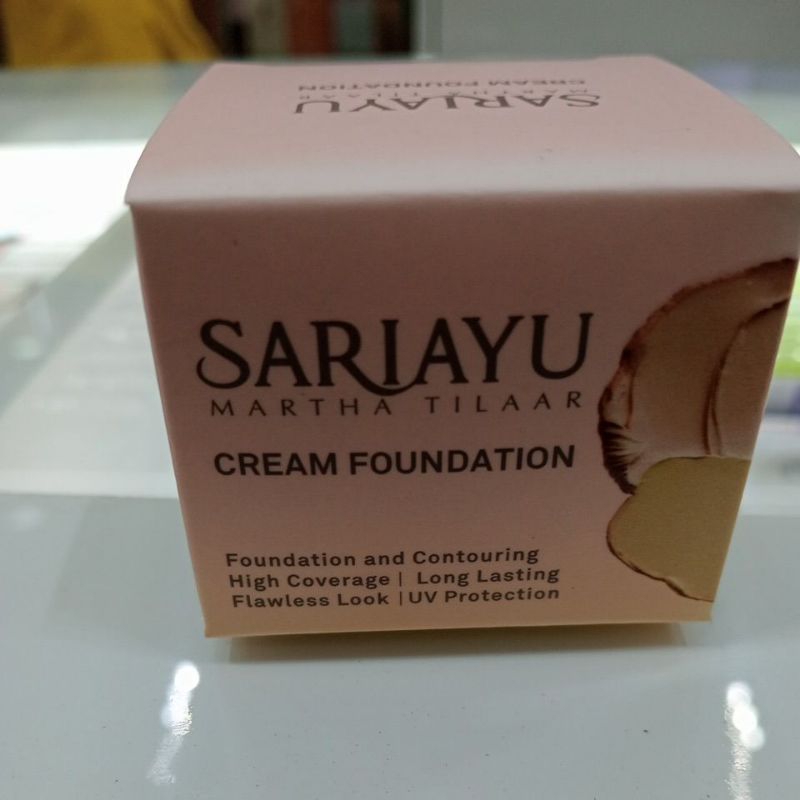 CREAM FOUNDATION
MARTHA TILAAR
SARIAYU
SARIAYU
MARTHA TILAAR
CREAM FOUNDATION
Foundation and Contouring
High Coverage | Long Lasting
Flawless Look | UV Protection